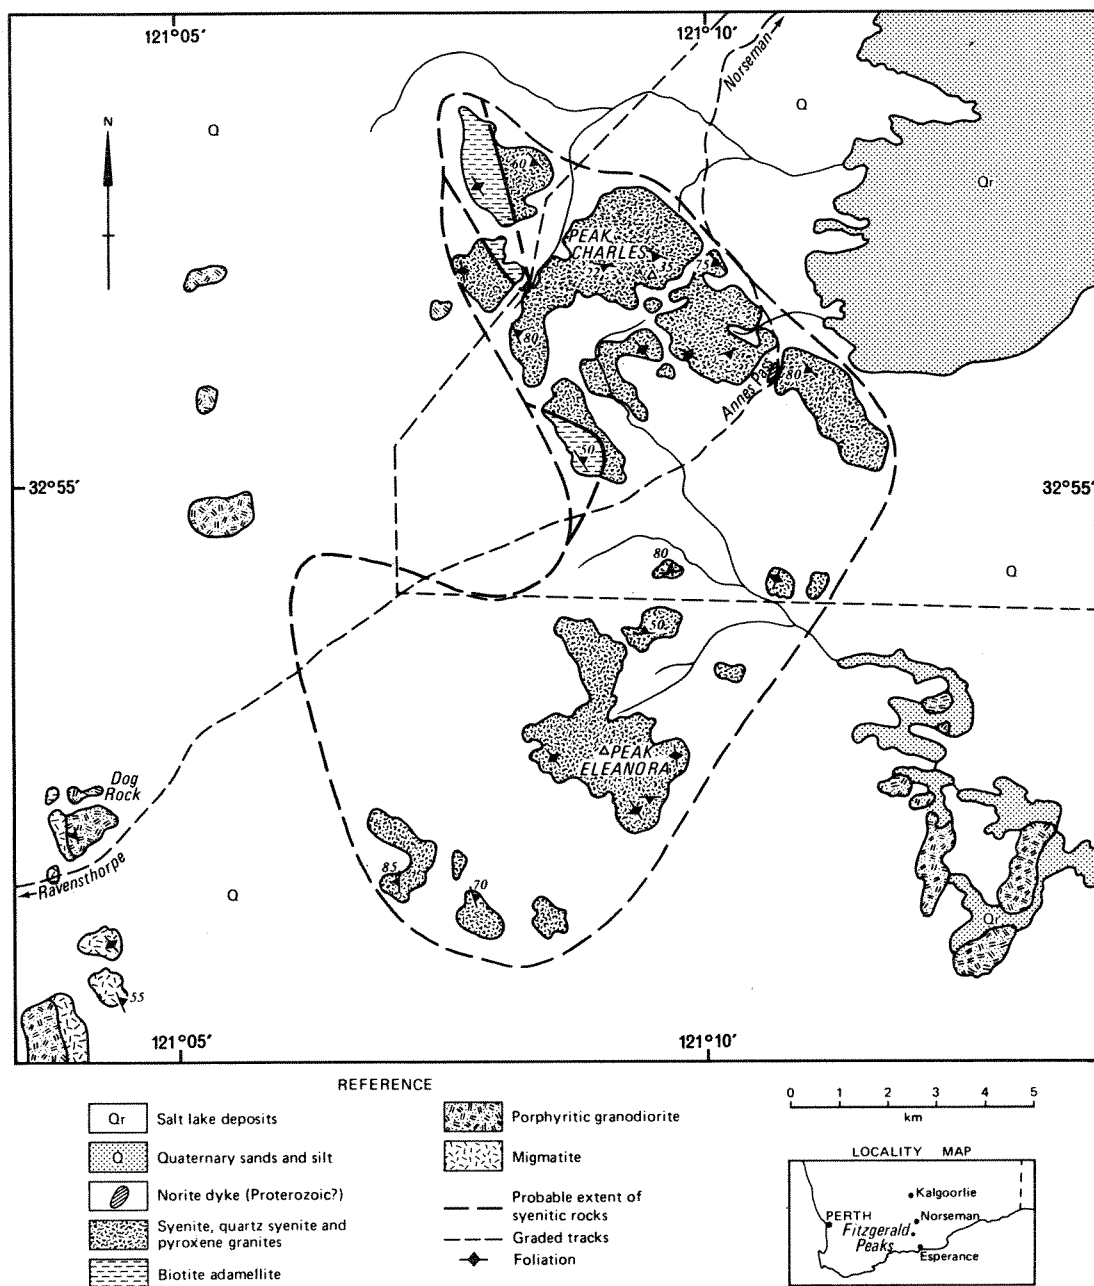 121°05′
121°10′
Norseman
Q
Q
N
Qr
60
PEAK
CHARLES
22
35
75
80
80
Annes Pass
50
32°55′
32°55′
80
Q
50
PEAK
ELEANORA
Dog
Rock
85
70
Ravensthorpe
Q
Qr
55
121°05′
121°10′
REFERENCE
Qr Salt lake deposits
Q Quaternary sands and silt
Norite dyke (Proterozoic?)
Syenite, quartz syenite and
pyroxene granites
Biotite adamellite
Porphyritic granodiorite
Migmatite
Probable extent of
syenitic rocks
Graded tracks
Foliation
0 1 2 3 4 5
km
LOCALITY MAP
Kalgoorlie
PERTH
Norseman
Fitzgerald
Peaks
Esperance